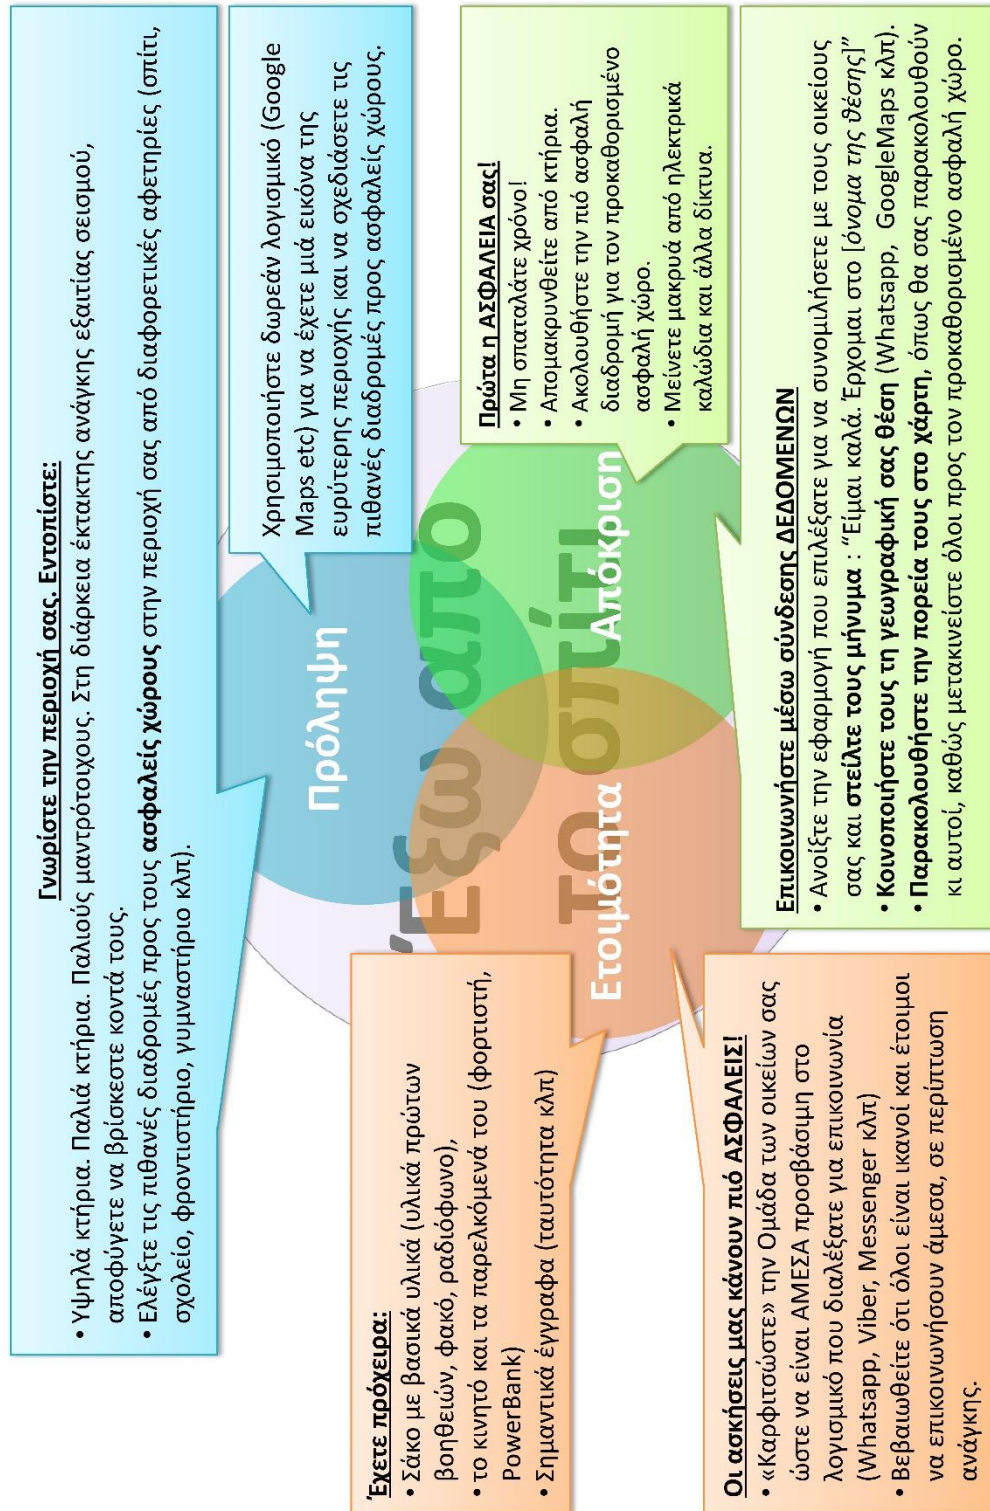 Γνωρίστε την περιοχή σας. Εντοπίστε:
• Υψηλά κτήρια. Παλιά κτήρια. Παλιούς μαντρότοιχους. Στη διάρκεια έκτακτης ανάγκης εξαιτίας σεισμού,
αποφύγετε να βρίσκεστε κοντά τους.
• Ελέγξτε τις πιθανές διαδρομές προς τους ασφαλείς χώρους στην περιοχή σας από διαφορετικές αφετηρίες (σπίτι,
σχολείο, φροντιστήριο, γυμναστήριο κλπ).
Χρησιμοποιήστε δωρεάν λογισμικό (Google
Maps etc) για να έχετε μιά εικόνα της
ευρύτερης περιοχής και να σχεδιάσετε τις
πιθανές διαδρομές προς ασφαλείς χώρους.
Πρόληψη
Έξω από
το σπίτι
Ετοιμότητα
Απόκριση
Έχετε πρόχειρα:
• Σάκο με βασικά υλικά (υλικά πρώτων
βοηθειών, φακό, ραδιόφωνο),
• το κινητό και τα παρελκόμενά του (φορτιστή,
PowerBank)
• Σημαντικά έγγραφα (ταυτότητα κλπ)
Πρώτα η ΑΣΦΑΛΕΙΑ σας!
• Μη σπαταλάτε χρόνο!
• Απομακρυνθείτε από κτήρια.
• Ακολουθήστε την πιό ασφαλή
διαδρομή για τον προκαθορισμένο
ασφαλή χώρο.
• Μείνετε μακρυά από ηλεκτρικά
καλώδια και άλλα δίκτυα.
Οι ασκήσεις μας κάνουν πιό ΑΣΦΑΛΕΙΣ!
• «Καρφιτσώστε» την Ομάδα των οικείων σας
ώστε να είναι ΑΜΕΣΑ προσβάσιμη στο
λογισμικό που διαλέξατε για επικοινωνία
(Whatsapp, Viber, Messenger κλπ)
• Βεβαιωθείτε ότι όλοι είναι ικανοί και έτοιμοι
να επικοινωνήσουν άμεσα, σε περίπτωση
ανάγκης.
Επικοινωνήστε μέσω σύνδεσης ΔΕΔΟΜΕΝΩΝ
• Ανοίξτε την εφαρμογή που επιλέξατε για να συνομιλήσετε με τους οικείους
σας και στείλτε τους μήνυμα : “Είμαι καλά. Έρχομαι στο [όνομα της θέσης]”
• Κοινοποιήστε τους τη γεωγραφική σας θέση (Whatsapp, GoogleMaps κλπ).
• Παρακολουθήστε την πορεία τους στο χάρτη, όπως θα σας παρακολουθούν
κι αυτοί, καθώς μετακινείστε όλοι προς τον προκαθορισμένο ασφαλή χώρο.